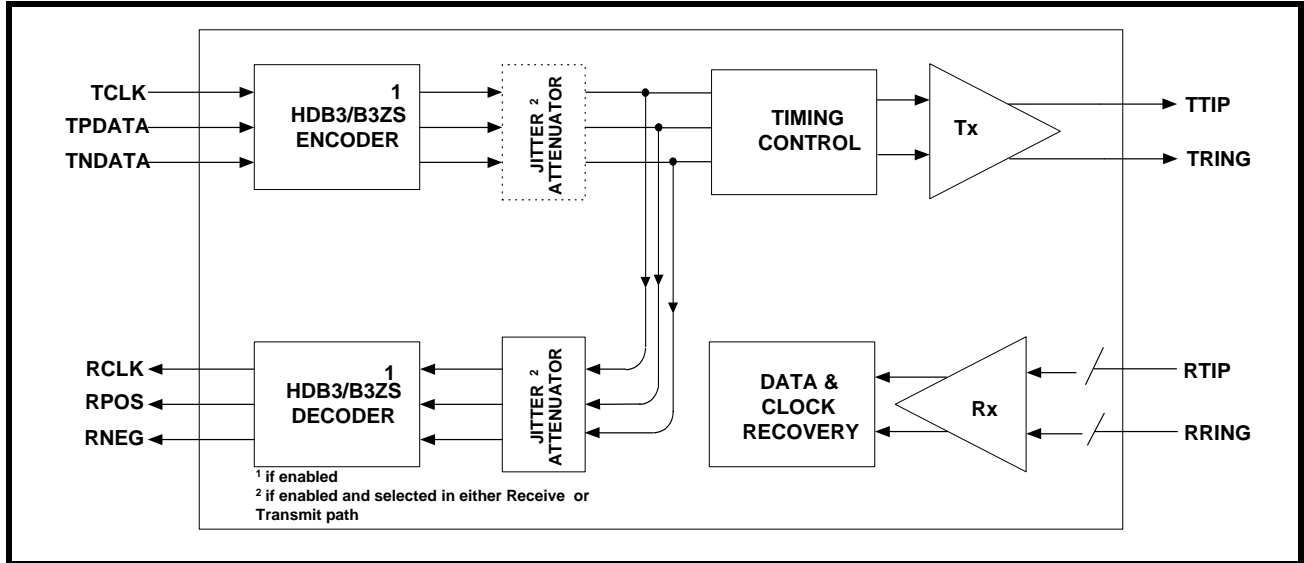 TCLK
TPDATA
TNDATA
1
HDB3/B3ZS
ENCODER
JITTER 2
ATTENUATOR
TIMING
CONTROL
Tx
TTIP
TRING
RCLK
RPOS
RNEG
1
HDB3/B3ZS
DECODER
JITTER 2
ATTENUATOR
DATA &
CLOCK
RECOVERY
Rx
RTIP
RRING
1 if enabled
2 if enabled and selected in either Receive or
Transmit path